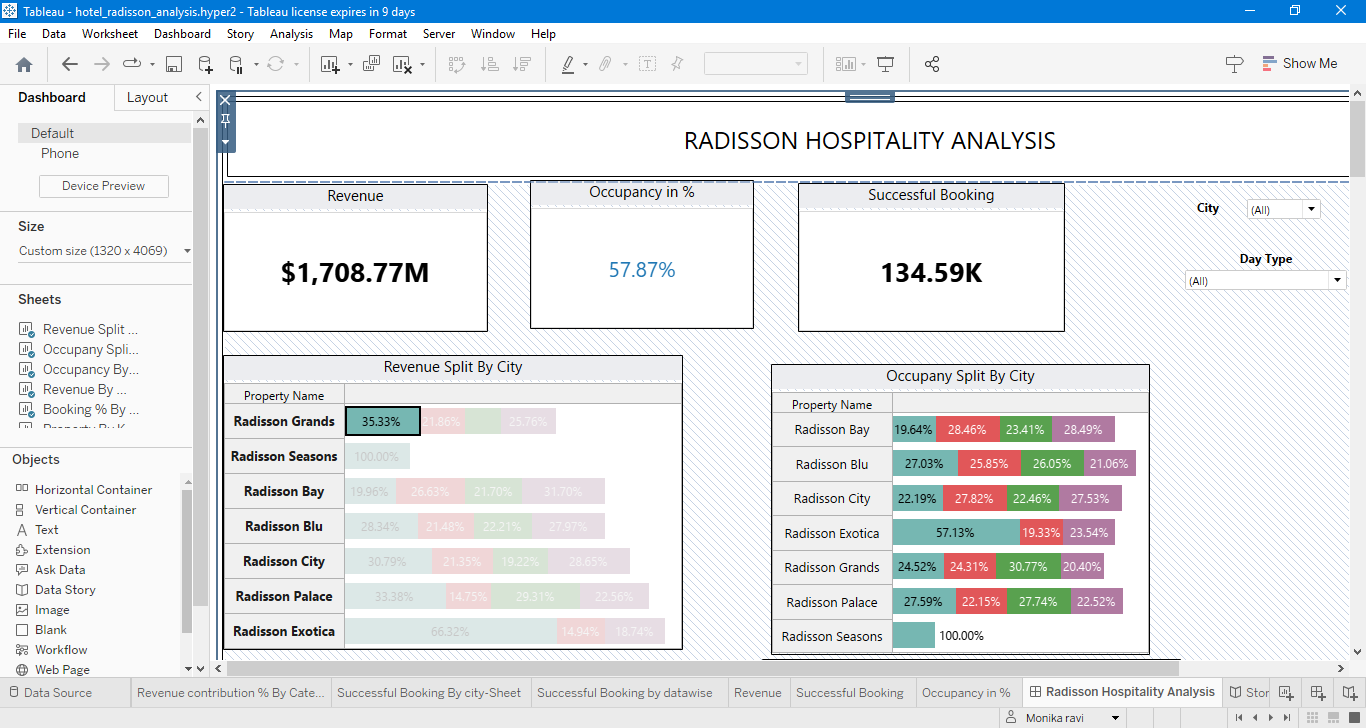 Tableau - hotel_radisson_analysis.hyper2 - Tableau license expires in 9 days
File Data Worksheet Dashboard Story Analysis Map Format Server Window Help
Show Me
Dashboard Layout
Default
Phone
Device Preview
Size
Custom size (1320 x 4069)
Sheets
Revenue Split ...
Occupany Spli...
Occupancy By...
Revenue By ...
Booking % By ...
Objects
Horizontal Container
Vertical Container
Text
Extension
Ask Data
Data Story
Image
Blank
Workflow
Web Page
RADISSON HOSPITALITY ANALYSIS
Revenue
$1,708.77M
Occupancy in %
57.87%
Successful Booking
134.59K
City (All)
Day Type
(All)
Revenue Split By City
Property Name
Radisson Grands 35.33% 21.86% 25.76%
Radisson Seasons 100.00%
Radisson Bay 19.96% 26.63% 21.70% 31.70%
Radisson Blu 28.34% 21.48% 22.21% 27.97%
Radisson City 30.79% 21.35% 19.22% 28.65%
Radisson Palace 33.38% 14.75% 29.31% 22.56%
Radisson Exotica 66.32% 14.94% 18.74%
Occupany Split By City
Property Name
Radisson Bay 19.64% 28.46% 23.41% 28.49%
Radisson Blu 27.03% 25.85% 26.05% 21.06%
Radisson City 22.19% 27.82% 22.46% 27.53%
Radisson Exotica 57.13% 19.33% 23.54%
Radisson Grands 24.52% 24.31% 30.77% 20.40%
Radisson Palace 27.59% 22.15% 27.74% 22.52%
Radisson Seasons 100.00%
Data Source Revenue contribution % By Cate... Successful Booking By city-Sheet Successful Booking by datawise Revenue Successful Booking Occupancy in % Radisson Hospitality Analysis Stor
Monika ravi